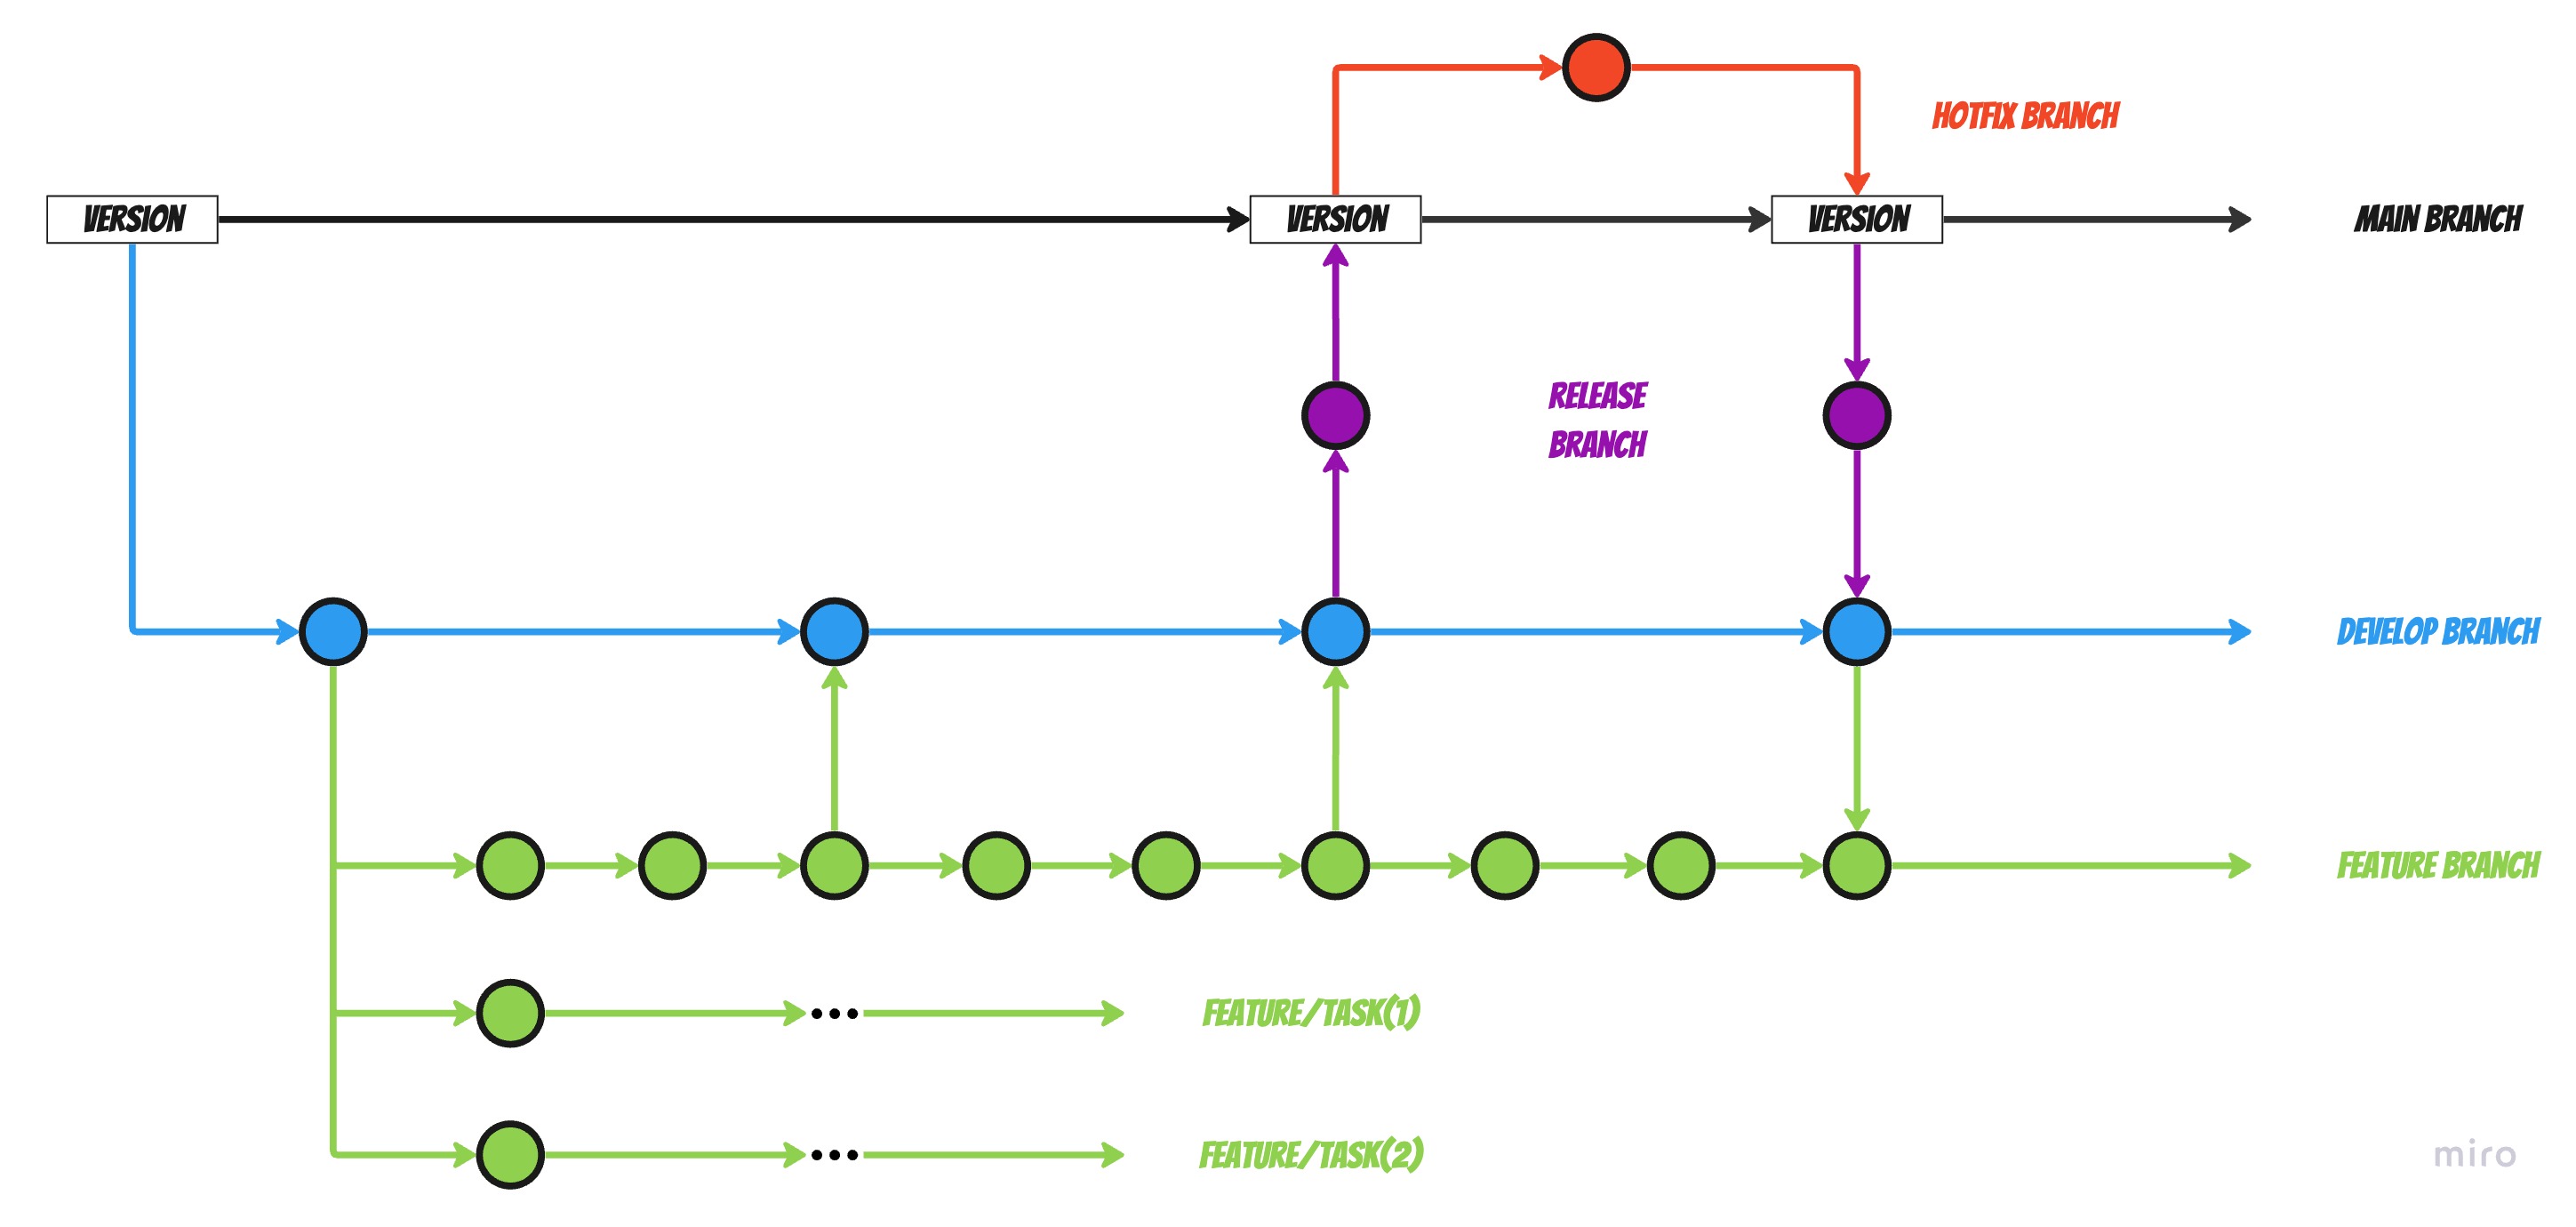 HOTFIX BRANCH
VERSION
VERSION
VERSION
MAIN BRANCH
RELEASE
BRANCH
DEVELOP BRANCH
FEATURE BRANCH
FEATURE/TASK(1)
FEATURE/TASK(2)
miro